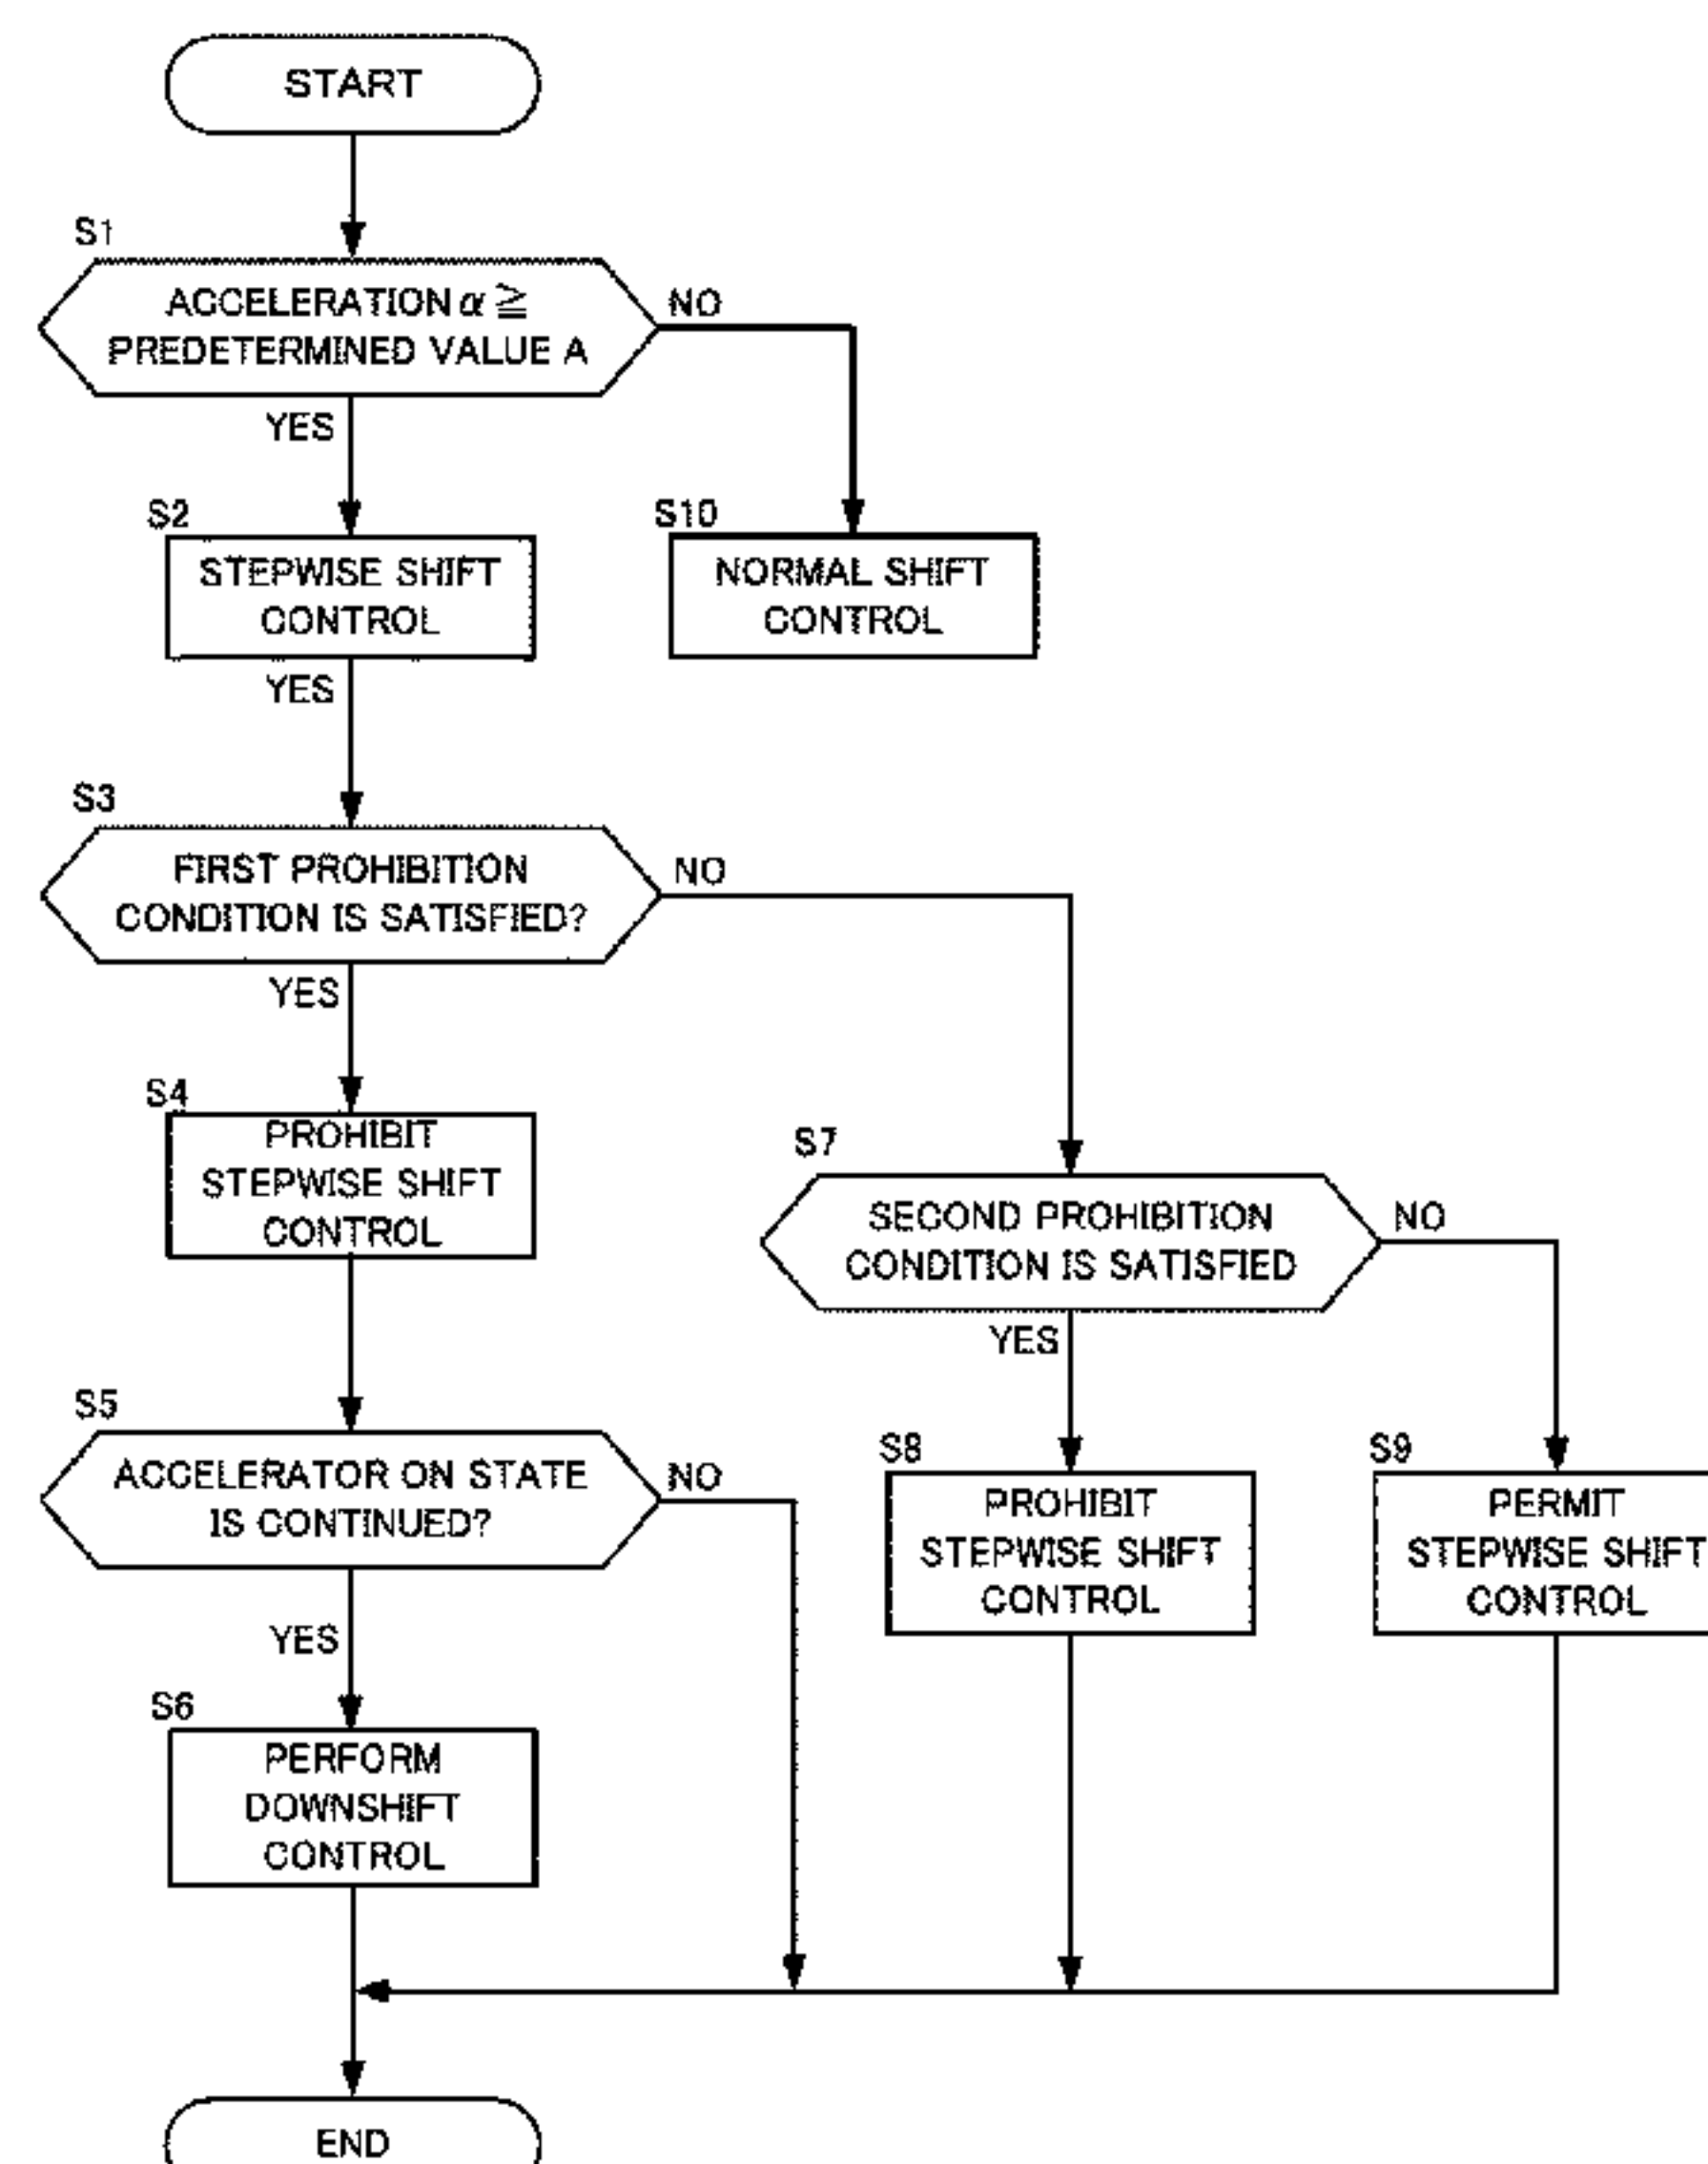 START
S1
ACCELERATION α ≧
PREDETERMINED VALUE A
NO
YES
S2
STEPWISE SHIFT
CONTROL
S10
NORMAL SHIFT
CONTROL
YES
S3
FIRST PROHIBITION
CONDITION IS SATISFIED?
NO
YES
S4
PROHIBIT
STEPWISE SHIFT
CONTROL
S7
SECOND PROHIBITION
CONDITION IS SATISFIED
NO
YES
S5
ACCELERATOR ON STATE
IS CONTINUED?
NO
YES
S8
PROHIBIT
STEPWISE SHIFT
CONTROL
S9
PERMIT
STEPWISE SHIFT
CONTROL
S6
PERFORM
DOWNSHIFT
CONTROL
END